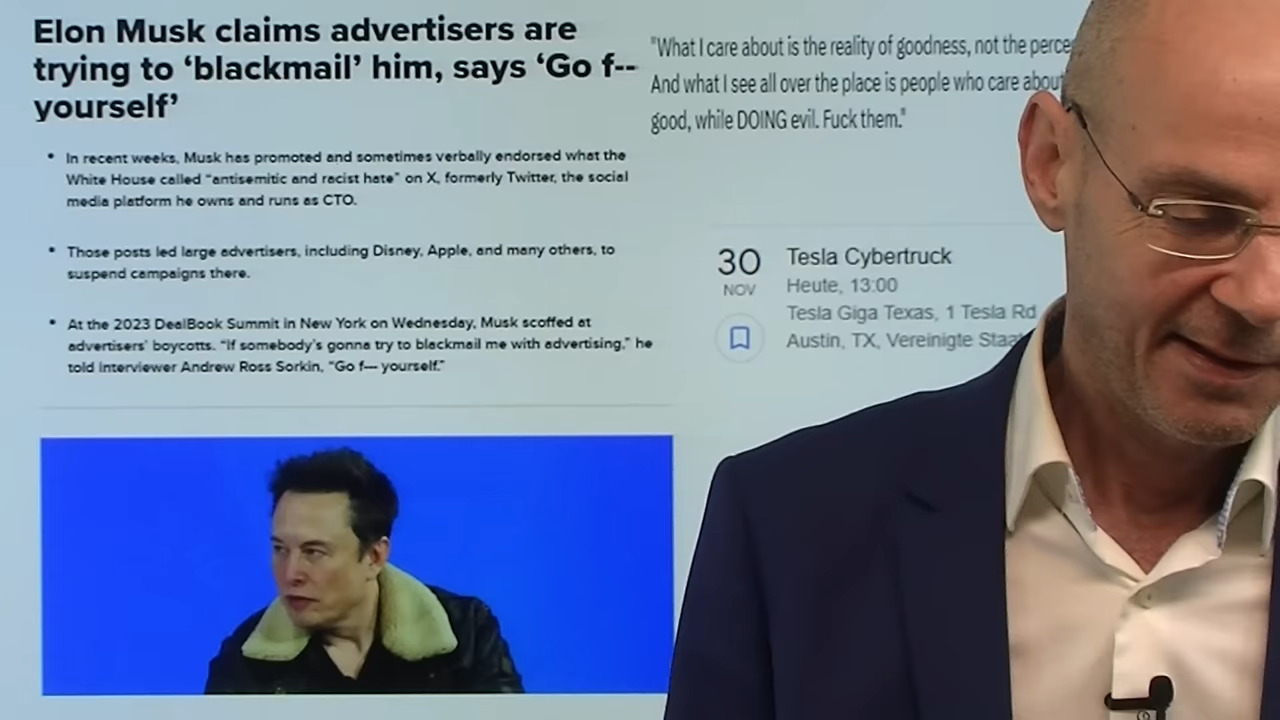 Elon Musk claims advertisers are
trying to ‘blackmail’ him, says ‘Go f--
yourself’
• In recent weeks, Musk has promoted and sometimes verbally endorsed what the
White House called “antisemitic and racist hate” on X, formerly Twitter, the social
media platform he owns and runs as CTO.
• Those posts led large advertisers, including Disney, Apple, and many others, to
suspend campaigns there.
• At the 2023 DealBook Summit in New York on Wednesday, Musk scoffed at
advertisers’ boycotts. “If somebody’s gonna try to blackmail me with advertising,” he
told interviewer Andrew Ross Sorkin, “Go f— yourself.”
"What I care about is the reality of goodness, not the perce
And what I see all over the place is people who care about
good, while DOING evil. Fuck them."
30
NOV
Tesla Cybertruck
Heute, 13:00
Tesla Giga Texas, 1 Tesla Rd
Austin, TX, Vereinigte Staa